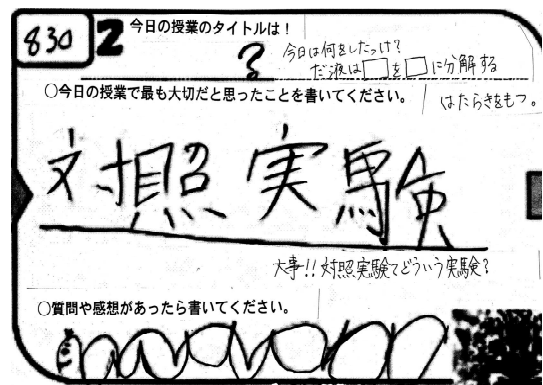 830 2 今日の授業のタイトルは!
今日は何をしたっけ?
だ液は□を□に分解する
はたらきをもつ。
○今日の授業で最も大切だと思ったことを書いてください。
対照実験
大事!! 対照実験てどういう実験?
○質問や感想があったら書いてください。